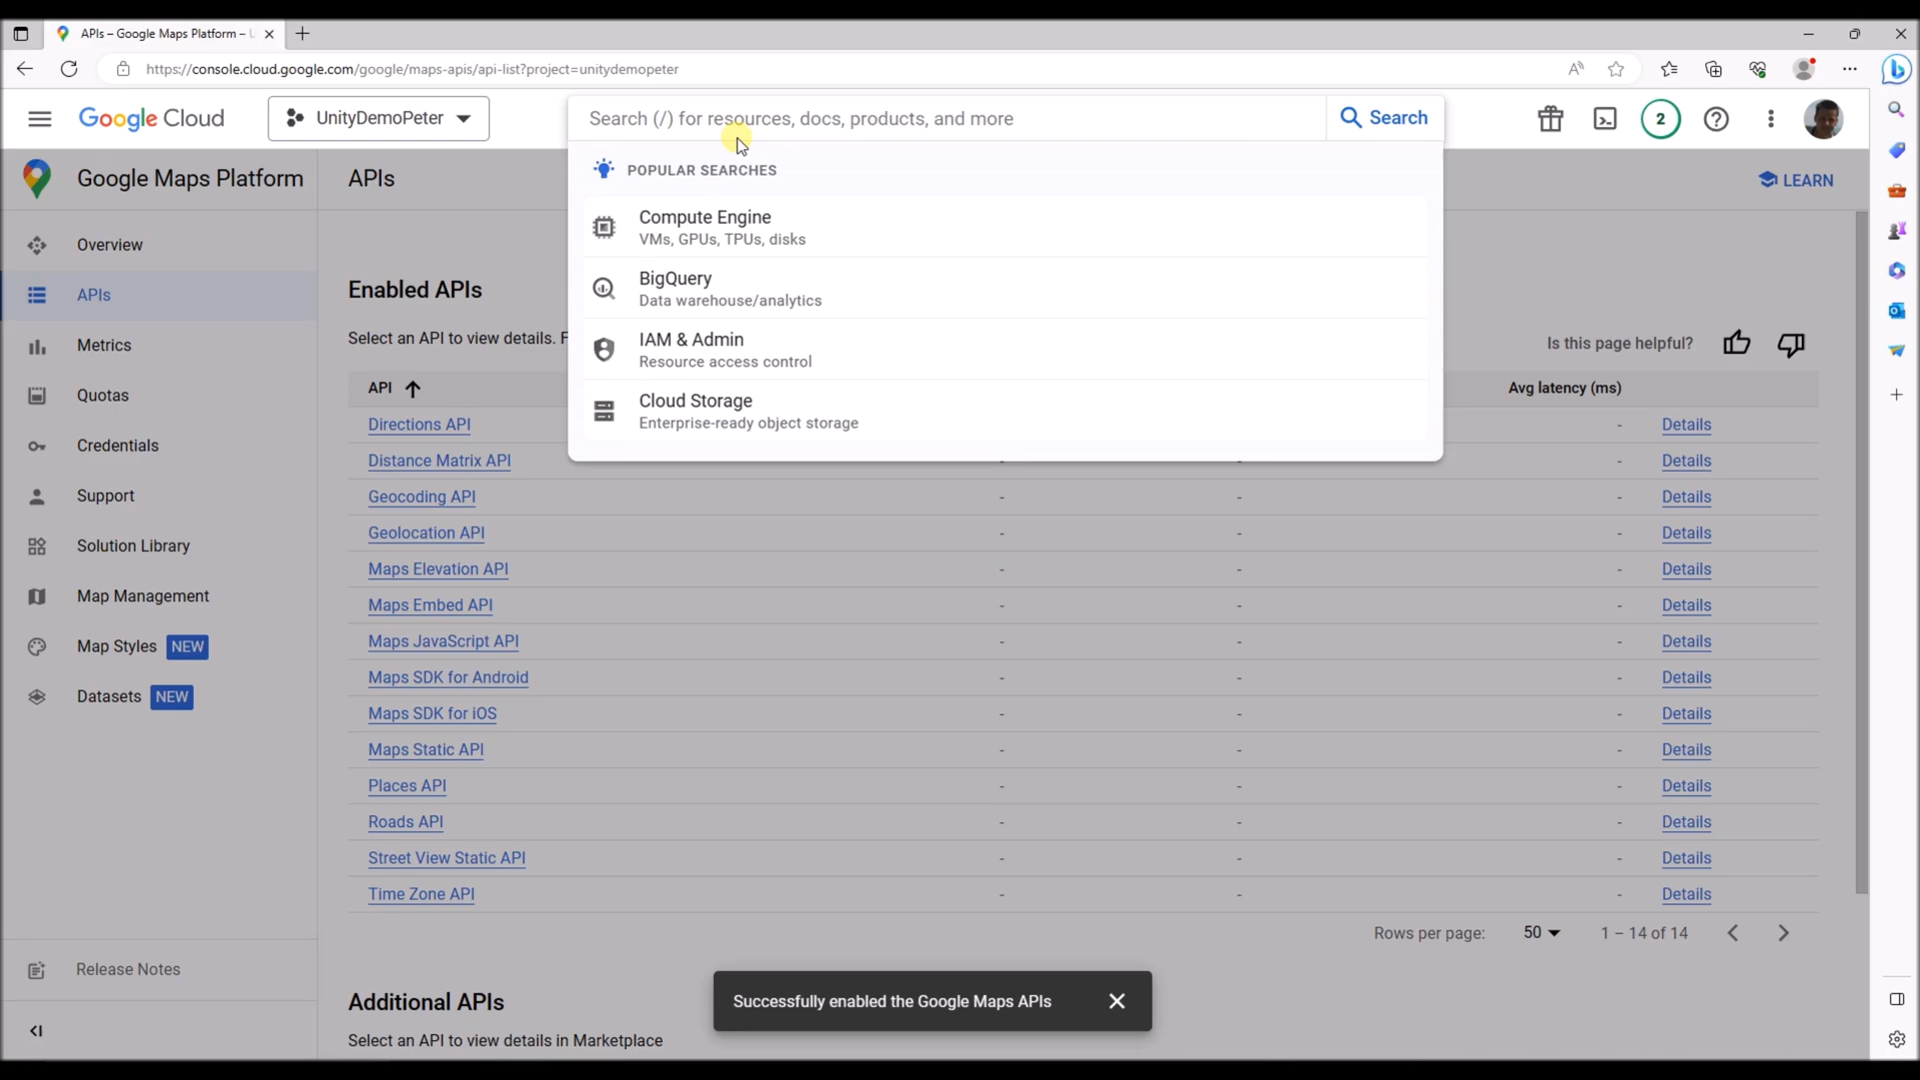 APIs – Google Maps Platform –
https://console.cloud.google.com/google/maps-apis/api-list?project=unitydemopeter
Google Cloud
UnityDemoPeter
Search (/) for resources, docs, products, and more
Search
2
Google Maps Platform
APIs
LEARN
POPULAR SEARCHES
Compute Engine
VMs, GPUs, TPUs, disks
BigQuery
Data warehouse/analytics
IAM & Admin
Resource access control
Cloud Storage
Enterprise-ready object storage
Overview
APIs
Metrics
Quotas
Credentials
Support
Solution Library
Map Management
Map Styles NEW
Datasets NEW
Release Notes
Enabled APIs
Select an API to view details. F
Is this page helpful?
API Avg latency (ms)
Directions API Details
Distance Matrix API - - - Details
Geocoding API - - - Details
Geolocation API - - - Details
Maps Elevation API - - - Details
Maps Embed API - - - Details
Maps JavaScript API - - - Details
Maps SDK for Android - - - Details
Maps SDK for iOS - - - Details
Maps Static API - - - Details
Places API - - - Details
Roads API - - - Details
Street View Static API - - - Details
Time Zone API - - - Details
Rows per page: 50 1 – 14 of 14
Additional APIs
Select an API to view details in Marketplace
Successfully enabled the Google Maps APIs